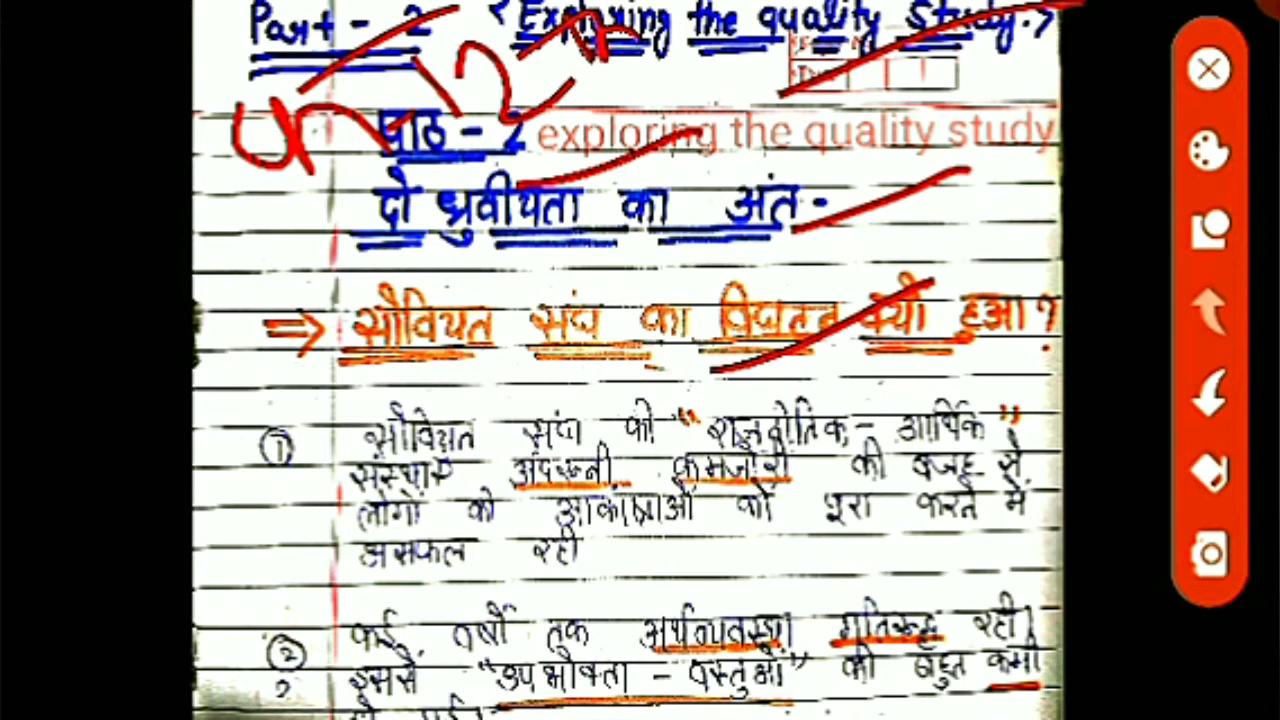 Part - 2 < Exploring the quality study. >
पाठ - 2 exploring the quality study
दो ध्रुवीयता का अंत -
⇒ सोवियत संघ का विघटन क्यों हुआ ?
① सोवियत संघ की "राजनीतिक - आर्थिक"
संस्थाएँ अंदरूनी कमजोरी की वजह से
लोगों की आकांक्षाओं को पूरा करने में
असफल रही
② कई वर्षों तक अर्थव्यवस्था गतिरूद्ध रही।
इससे "उपभोक्ता - वस्तुओं" की बहुत कमी